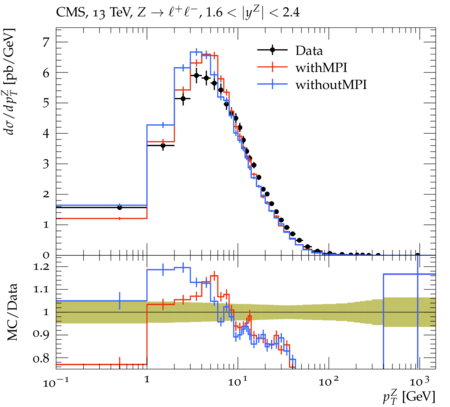 CMS, 13 TeV, Z → ℓ⁺ℓ⁻, 1.6 < |y^Z| < 2.4
dσ/dp_T^Z [pb/GeV]
7
6
5
4
3
2
1
0
Data
withMPI
withoutMPI
MC/Data
1.2
1.1
1
0.9
0.8
10⁻¹ 1 10¹ 10² 10³
p_T^Z [GeV]